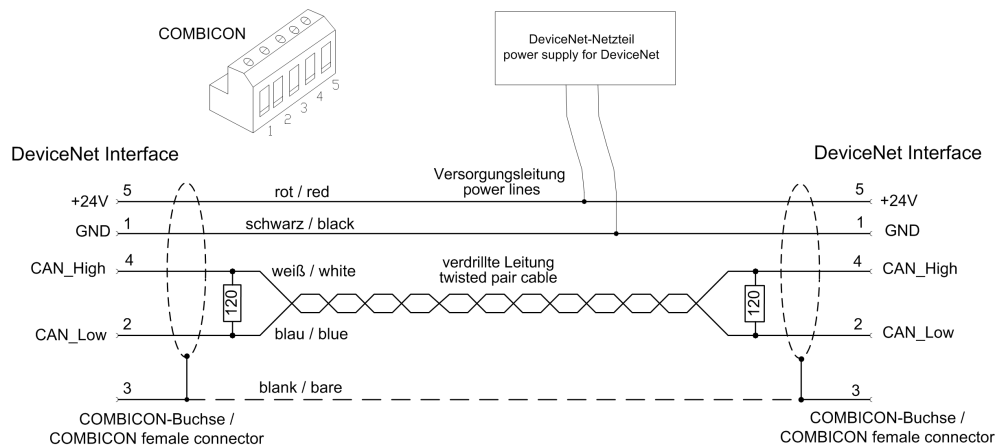 COMBICON
1 2 3 4 5
DeviceNet-Netzteil
power supply for DeviceNet
DeviceNet Interface
DeviceNet Interface
Versorgungsleitung
power lines
+24V 5 rot / red 5 +24V
GND 1 schwarz / black 1 GND
CAN_High 4 weiß / white 4 CAN_High
verdrillte Leitung
twisted pair cable
120 120
CAN_Low 2 blau / blue 2 CAN_Low
3 blank / bare 3
COMBICON-Buchse /
COMBICON female connector
COMBICON-Buchse /
COMBICON female connector